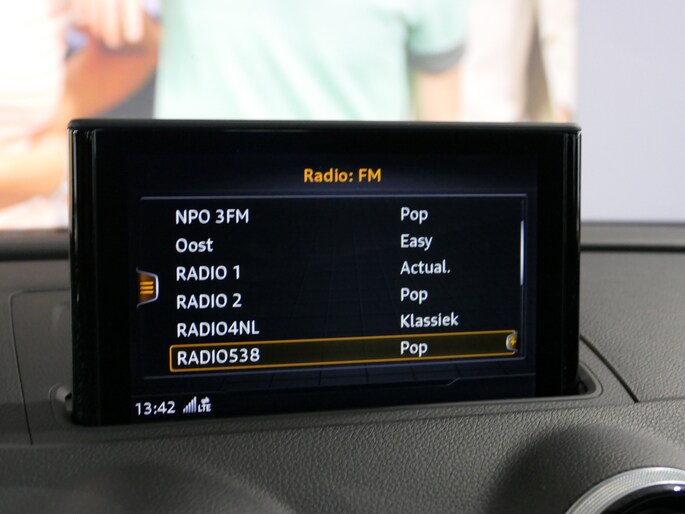 Radio: FM
NPO 3FM Pop
Oost Easy
RADIO 1 Actual.
RADIO 2 Pop
RADIO4NL Klassiek
RADIO538 Pop
13:42 LTE